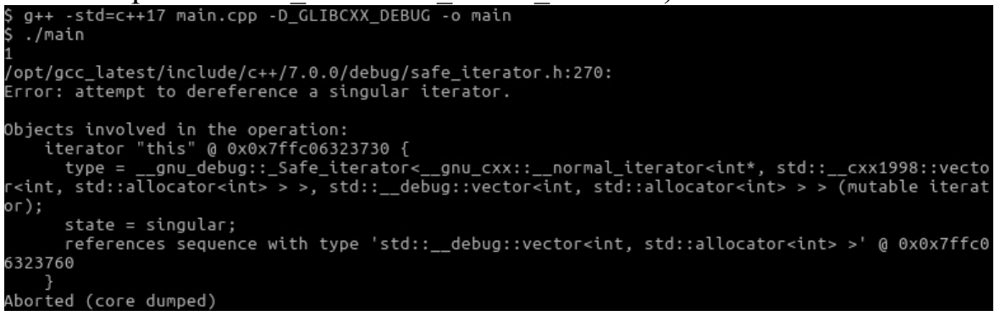 $ g++ -std=c++17 main.cpp -D_GLIBCXX_DEBUG -o main
$ ./main
1
/opt/gcc_latest/include/c++/7.0.0/debug/safe_iterator.h:270:
Error: attempt to dereference a singular iterator.
Objects involved in the operation:
    iterator "this" @ 0x0x7ffc06323730 {
      type = __gnu_debug::_Safe_iterator<__gnu_cxx::__normal_iterator<int*, std::__cxx1998::vecto
r<int, std::allocator<int> > >, std::__debug::vector<int, std::allocator<int> > > (mutable iterat
or);
      state = singular;
      references sequence with type 'std::__debug::vector<int, std::allocator<int> >' @ 0x0x7ffc0
6323760
    }
Aborted (core dumped)